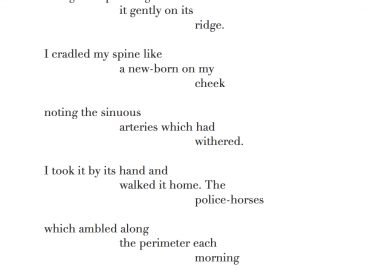 it gently on its
ridge.
I cradled my spine like
a new-born on my
cheek
noting the sinuous
arteries which had
withered.
I took it by its hand and
walked it home. The
police-horses
which ambled along
the perimeter each
morning